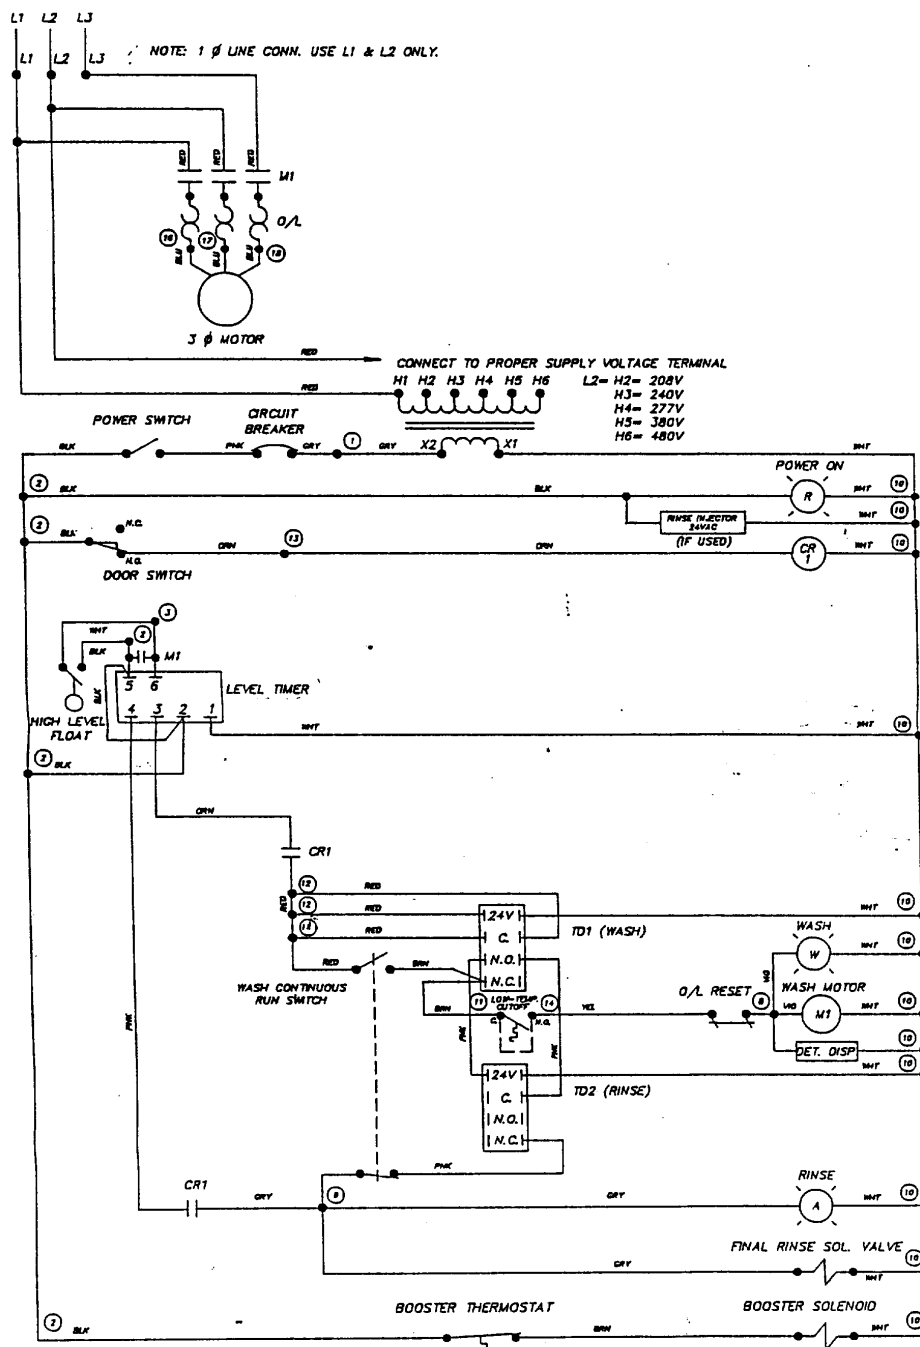 L1 L2 L3
L1 L2 L3
NOTE: 1 Ø LINE CONN. USE L1 & L2 ONLY.
RED RED RED
M1
O/L
16 17 18
BLU BLU BLU
3 Ø MOTOR
RED
CONNECT TO PROPER SUPPLY VOLTAGE TERMINAL
RED
H1 H2 H3 H4 H5 H6
L2= H2= 208V
H3= 240V
H4= 277V
H5= 380V
H6= 480V
POWER SWITCH
CIRCUIT
BREAKER
BLK
PNK
GRY
1
GRY
X2
X1
WHT
POWER ON
2
BLK
BLK
R
WHT
10
RINSE INJECTOR
24VAC
(IF USED)
WHT
10
2
BLK
N.C.
N.O.
DOOR SWITCH
ORN
13
ORN
CR
1
WHT
10
3
WHT
2
BLK
M1
BLK
5 6
LEVEL TIMER
4 3 2 1
HIGH LEVEL
FLOAT
WHT
WHT
10
2
BLK
ORN
CR1
12
RED
RED
12
RED
12
RED
24V
C.
N.O.
N.C.
TD1 (WASH)
WHT
10
WASH
W
WHT
10
RED
BRN
WASH CONTINUOUS
RUN SWITCH
PNK
BRN
11
LOW-TEMP.
CUTOFF
N.O.
14
YEL
O/L RESET
8
VIO
VIO
WASH MOTOR
M1
WHT
10
DET. DISP
10
WHT
10
PNK
PNK
24V
C.
N.O.
N.C.
TD2 (RINSE)
PNK
CR1
GRY
9
GRY
RINSE
A
WHT
10
FINAL RINSE SOL. VALVE
GRY
WHT
10
BOOSTER THERMOSTAT
BOOSTER SOLENOID
2
BLK
BRN
WHT
10